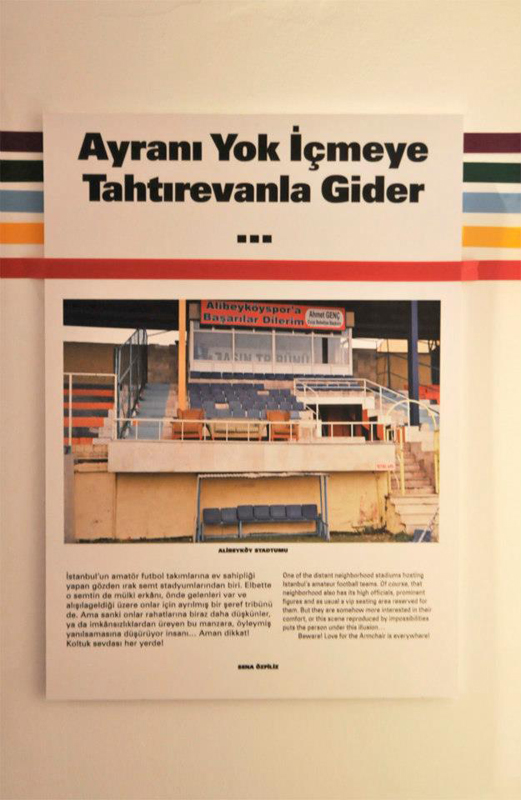 Ayranı Yok İçmeye
Tahtırevanla Gider
...
Alibeyköyspor'a
Başarılar Dilerim
Ahmet GENÇ
BASIN TRİBÜNÜ
ALİBEYKÖY STADYUMU
İstanbul'un amatör futbol takımlarına ev sahipliği
yapan gözden ırak semt stadyumlarından biri. Elbette
o semtin de mülki erkânı, önde gelenleri var ve
alışılageldiği üzere onlar için ayrılmış bir şeref tribünü
de. Ama sanki onlar rahatlarına biraz daha düşkünler,
ya da imkânsızlıklardan üreyen bu manzara, öyleymiş
yanılsamasına düşürüyor insanı... Aman dikkat!
Koltuk sevdası her yerde!
One of the distant neighborhood stadiums hosting
Istanbul's amateur football teams. Of course, that
neighborhood also has its high officials, prominent
figures and as usual a vip seating area reserved for
them. But they are somehow more interested in their
comfort, or this scene reproduced by impossibilities
puts the person under this illusion...
Beware! Love for the Armchair is everywhere!
SENA ÖZFİLİZ